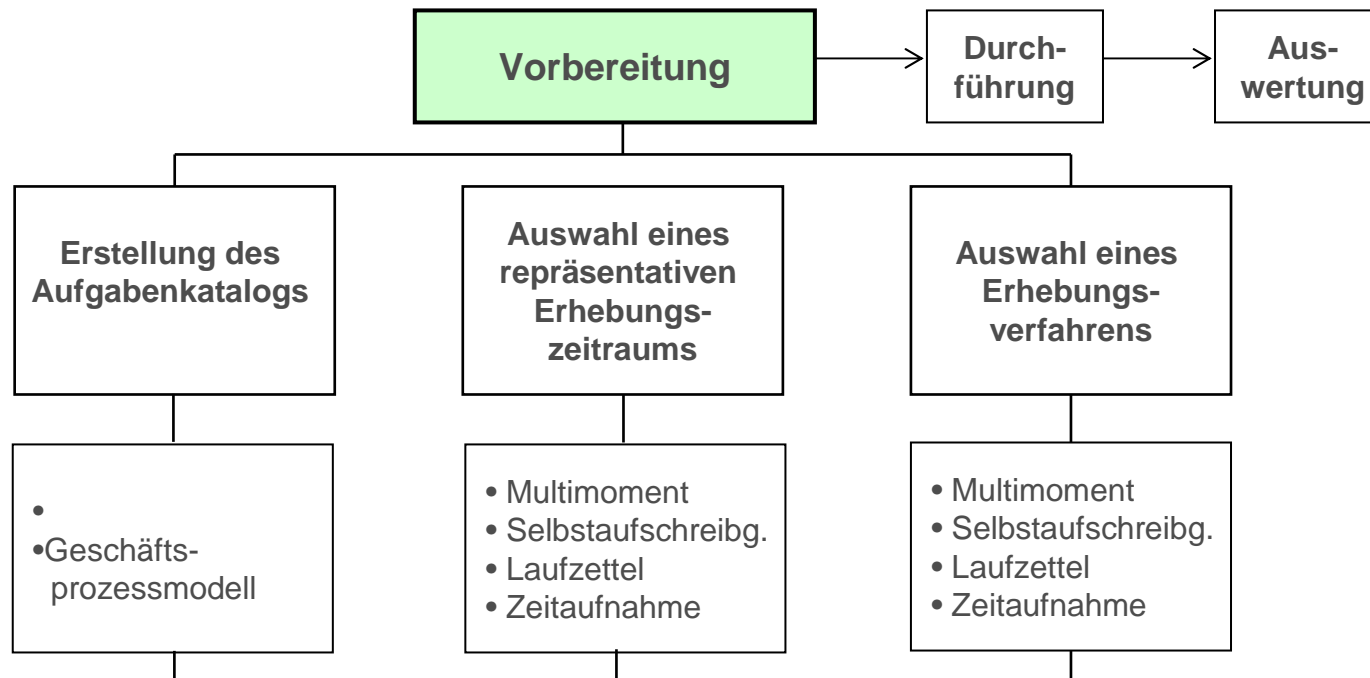 Vorbereitung
Durch-
führung
Aus-
wertung
Erstellung des
Aufgabenkatalogs
Auswahl eines
repräsentativen
Erhebungs-
zeitraums
Auswahl eines
Erhebungs-
verfahrens
•
•Geschäfts-
prozessmodell
• Multimoment
• Selbstaufschreibg.
• Laufzettel
• Zeitaufnahme
• Multimoment
• Selbstaufschreibg.
• Laufzettel
• Zeitaufnahme